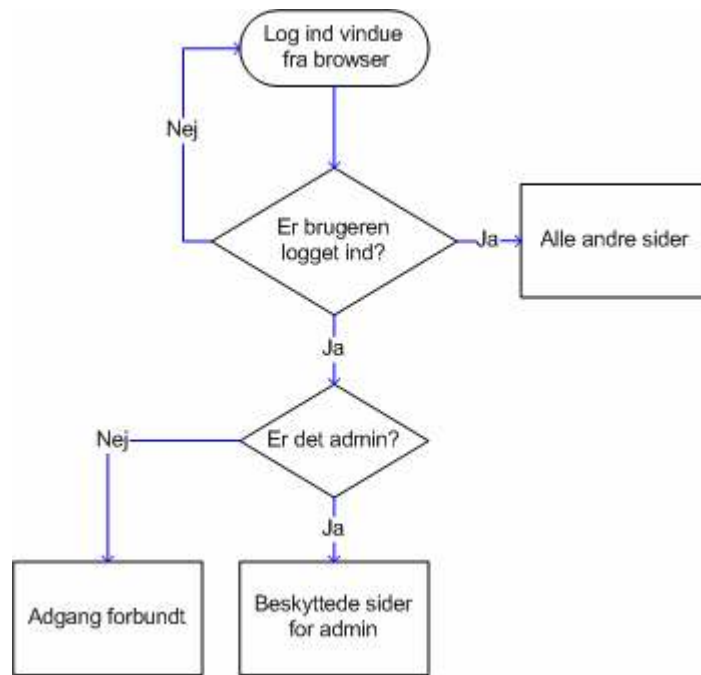 Log ind vindue
fra browser
Nej
Er brugeren
logget ind?
Ja
Alle andre sider
Ja
Er det admin?
Nej
Ja
Adgang forbundt
Beskyttede sider
for admin